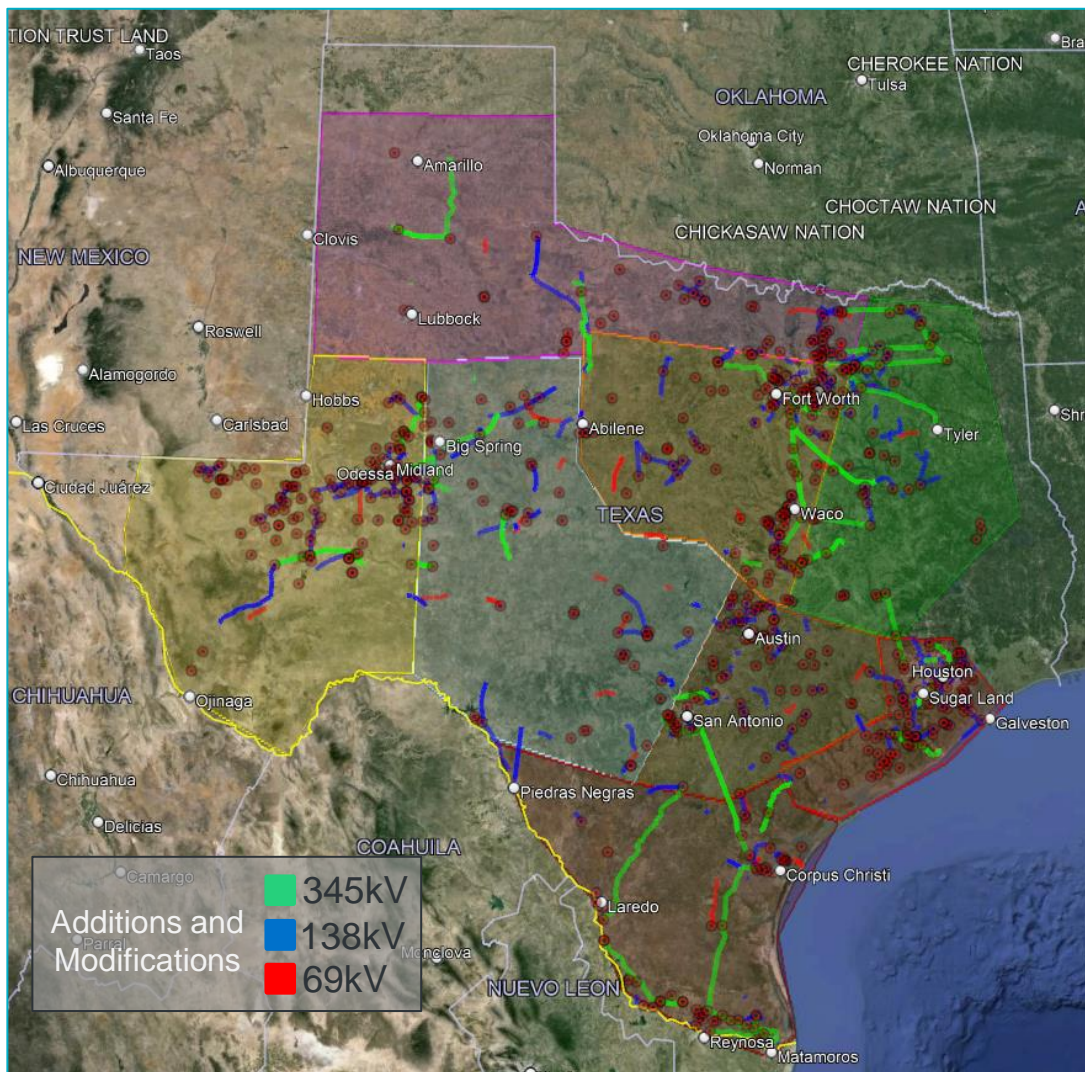 TION TRUST LAND
Taos
Bra
CHEROKEE NATION
Tulsa
OKLAHOMA
Santa Fe
Oklahoma City
Albuquerque
Amarillo
Norman
CHOCTAW NATION
A
CHICKASAW NATION
Clovis
NEW MEXICO
Lubbock
Roswell
Alamogordo
Hobbs
Fort Worth
Shr
Las Cruces
Carlsbad
Abilene
Tyler
Big Spring
Midland
Odessa
Ciudad Juárez
TEXAS
Waco
Austin
Houston
CHIHUAHUA
Ojinaga
Sugar Land
San Antonio
Galveston
Chihuahua
Piedras Negras
Delicias
COAHUILA
Camargo
Corpus Christi
345kV
Laredo
Additions and
Modifications
138kV
Parral
Monclova
69kV
NUEVO LEON
Reynosa
Matamoros